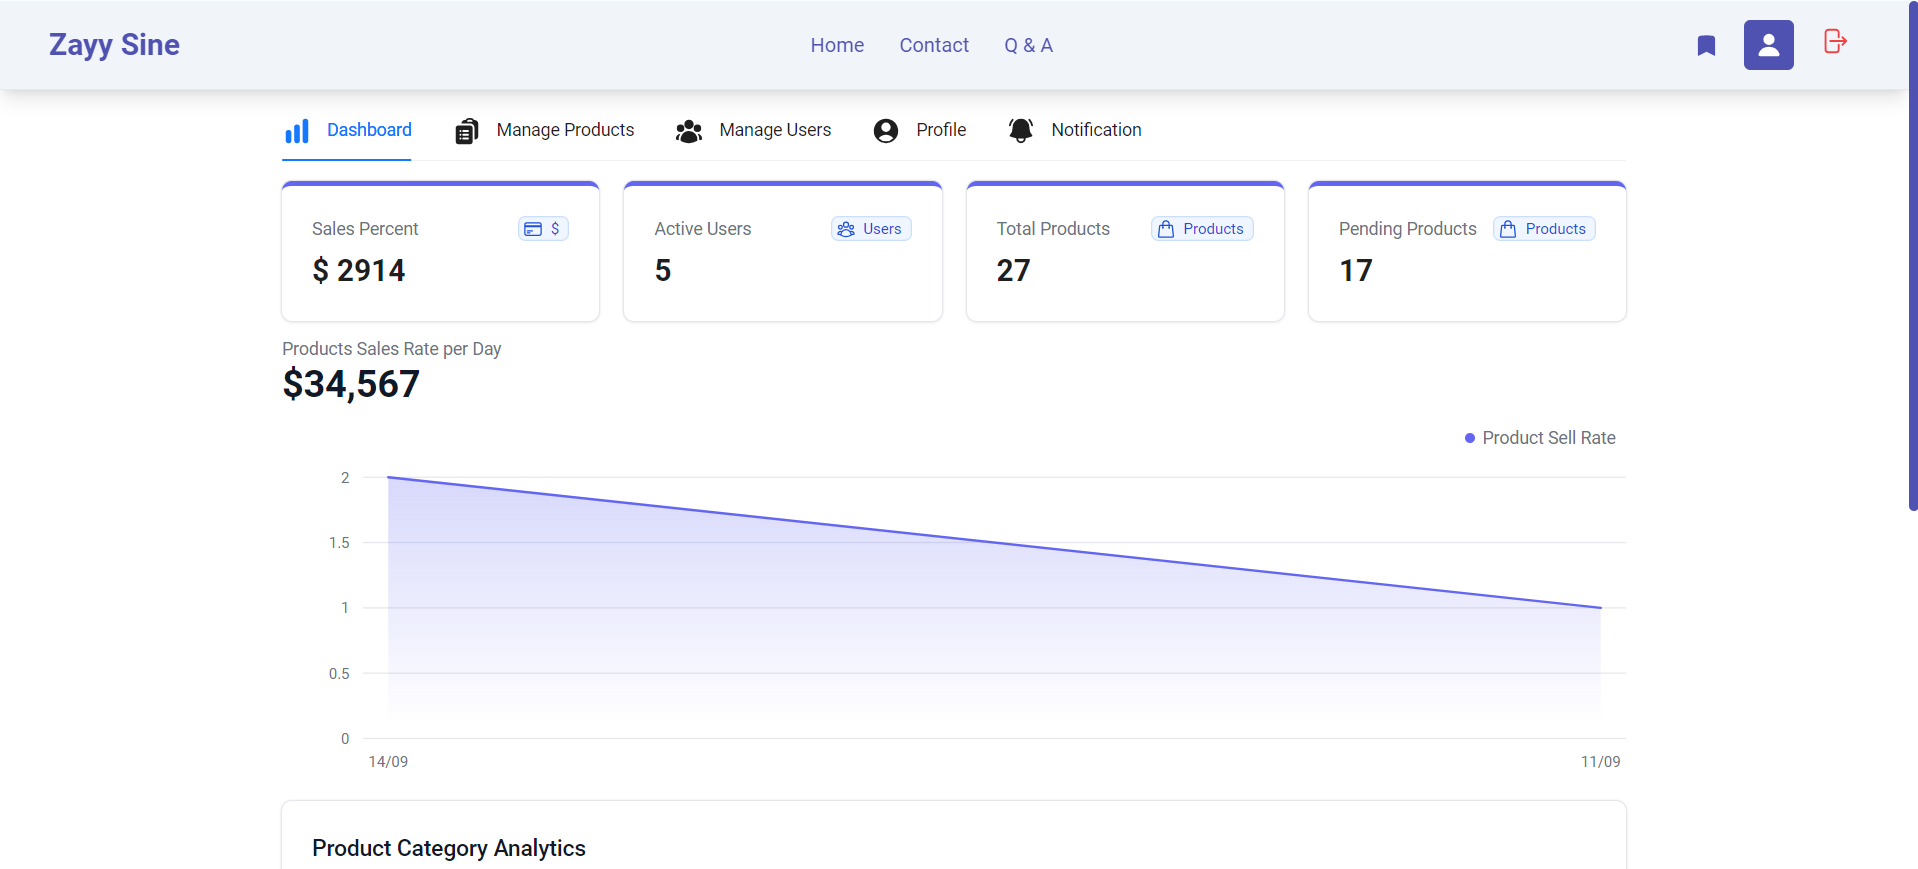 Zayy Sine
Home Contact Q & A
Dashboard Manage Products Manage Users Profile Notification
Sales Percent $
$ 2914
Active Users Users
5
Total Products Products
27
Pending Products Products
17
Products Sales Rate per Day
$34,567
Product Sell Rate
2
1.5
1
0.5
0
14/09 11/09
Product Category Analytics